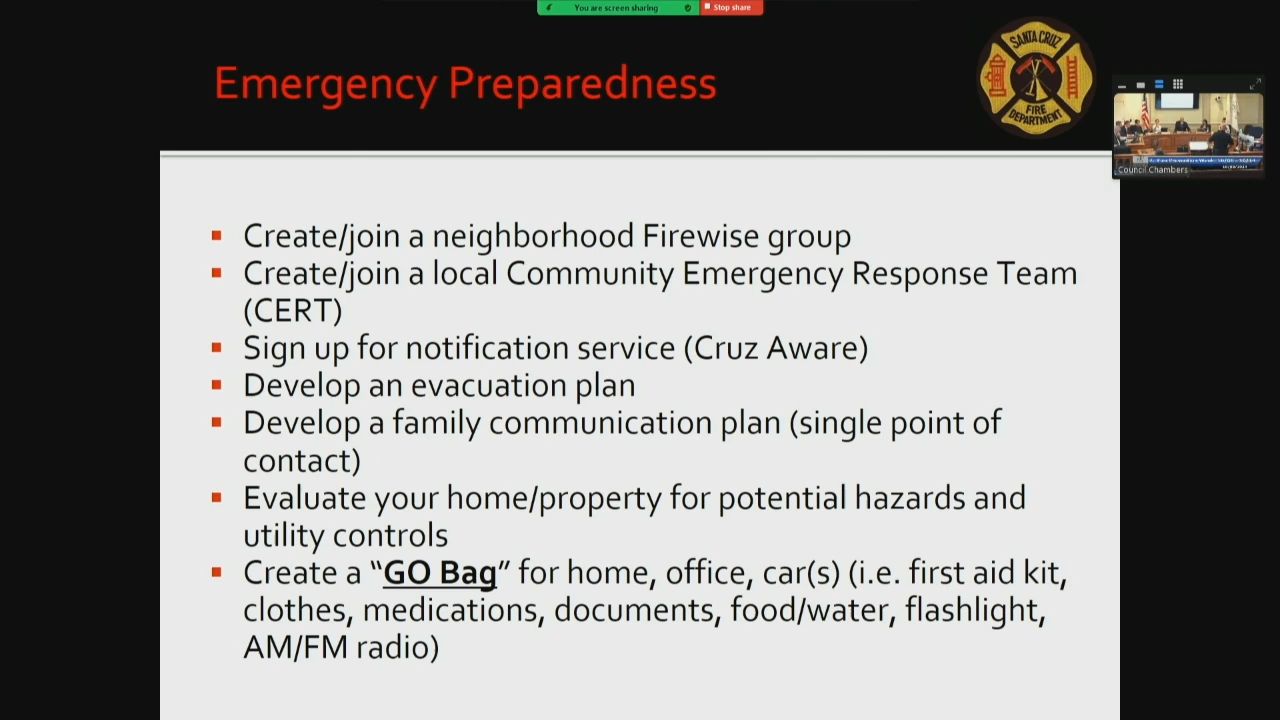 You are screen sharing
Stop share
Emergency Preparedness
SANTA CRUZ
FIRE
DEPARTMENT
Council Chambers
▪ Create/join a neighborhood Firewise group
▪ Create/join a local Community Emergency Response Team
(CERT)
▪ Sign up for notification service (Cruz Aware)
▪ Develop an evacuation plan
▪ Develop a family communication plan (single point of
contact)
▪ Evaluate your home/property for potential hazards and
utility controls
▪ Create a “GO Bag” for home, office, car(s) (i.e. first aid kit,
clothes, medications, documents, food/water, flashlight,
AM/FM radio)